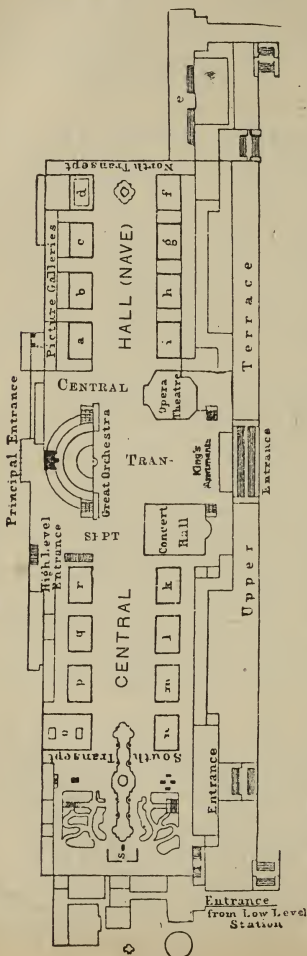 North Transept
e
d
f
Picture Galleries
c
g
HALL (NAVE)
b
h
a
i
Terrace
Principal Entrance
CENTRAL
Opera
Theatre
Great Orchestra
TRAN-
King's
Apartments
Entrance
High Level
Entrance
SEPT
Concert
Hall
Upper
r
k
CENTRAL
q
l
p
m
n
South Transept
Entrance
s
Entrance
from Low Level
Station